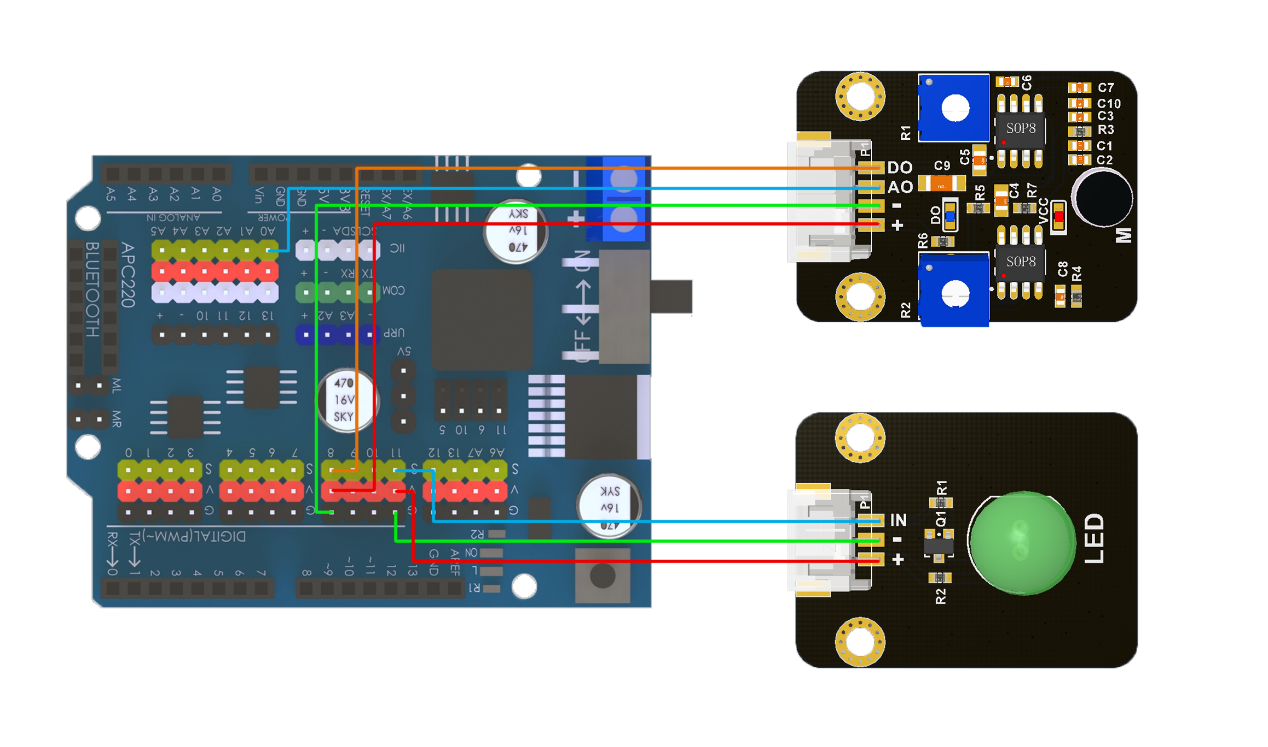 A5 A4 A3 A2 A1 A0
Vin GND GND 5V 3V3 RESET EX/A7 EX/A6
ANALOG IN
POWER
A5 A4 A3 A2 A1 A0
+ - SDA SCL
IIC
+ - RX TX
COM
+ A2 A3 -
URP
+ - 10 11 12 13
BLUETOOTH
APC220
ML
MR
5V
SKY
16v
470
470
16V
SKY
SYK
16v
470
-
+
OFF
ON
5 10 6 11
0 1 2 3
4 5 6 7
8 9 10 11
12 13 A7 A6
S S S S
V V V V
G G G G
DIGITAL(PWM~)
RX
TX
0 1 2 3 4 5 6 7
8 ~9 ~10 ~11 12 13
GND
AREF
R2
ON
L
R1
R1
P1
DO
AO
-
+
C9
C5
C6
SOP8
C7
C10
C3
R3
C1
C2
DO
R5
C4
R7
VCC
M
R6
SOP8
C8
R4
R2
P1
IN
-
+
R1
Q1
R2
LED